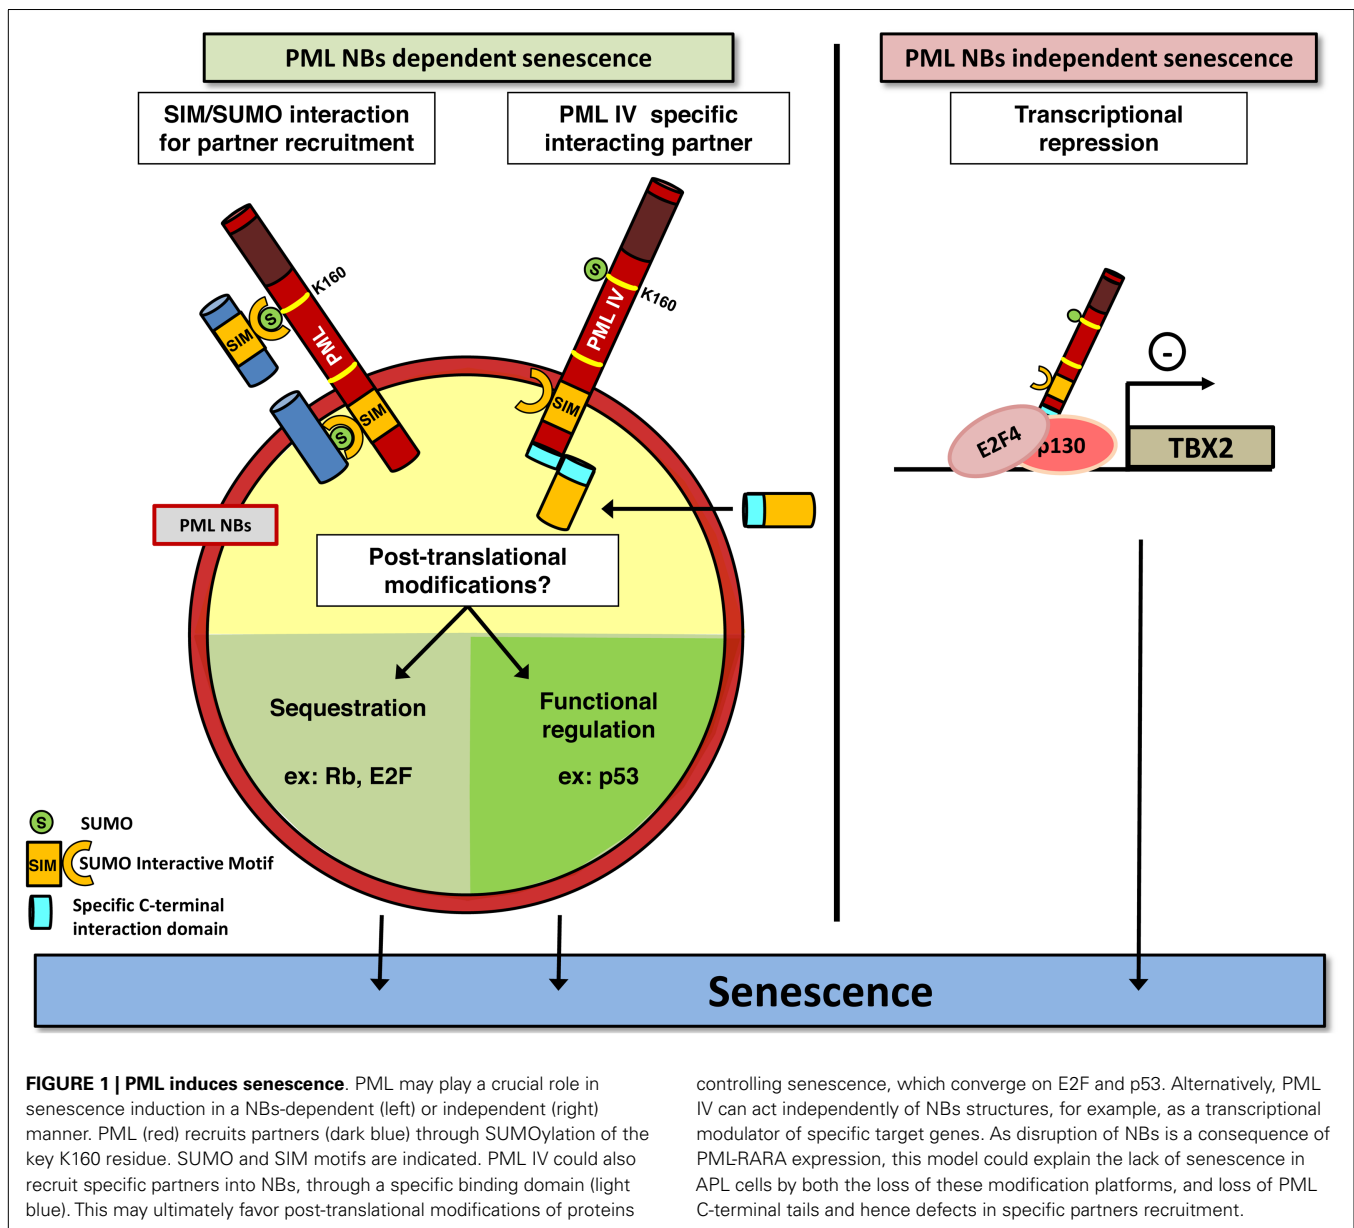 PML NBs dependent senescence
PML NBs independent senescence
SIM/SUMO interaction
for partner recruitment
PML IV specific
interacting partner
Transcriptional
repression
K160
S
SIM
PML
S
SIM
S
K160
PML IV
SIM
-
E2F4
p130
TBX2
PML NBs
Post-translational
modifications?
Sequestration
ex: Rb, E2F
Functional
regulation
ex: p53
S
SUMO
SIM
SUMO Interactive Motif
Specific C-terminal
interaction domain
Senescence
FIGURE 1 | PML induces senescence. PML may play a crucial role in
senescence induction in a NBs-dependent (left) or independent (right)
manner. PML (red) recruits partners (dark blue) through SUMOylation of the
key K160 residue. SUMO and SIM motifs are indicated. PML IV could also
recruit specific partners into NBs, through a specific binding domain (light
blue). This may ultimately favor post-translational modifications of proteins
controlling senescence, which converge on E2F and p53. Alternatively, PML
IV can act independently of NBs structures, for example, as a transcriptional
modulator of specific target genes. As disruption of NBs is a consequence of
PML-RARA expression, this model could explain the lack of senescence in
APL cells by both the loss of these modification platforms, and loss of PML
C-terminal tails and hence defects in specific partners recruitment.